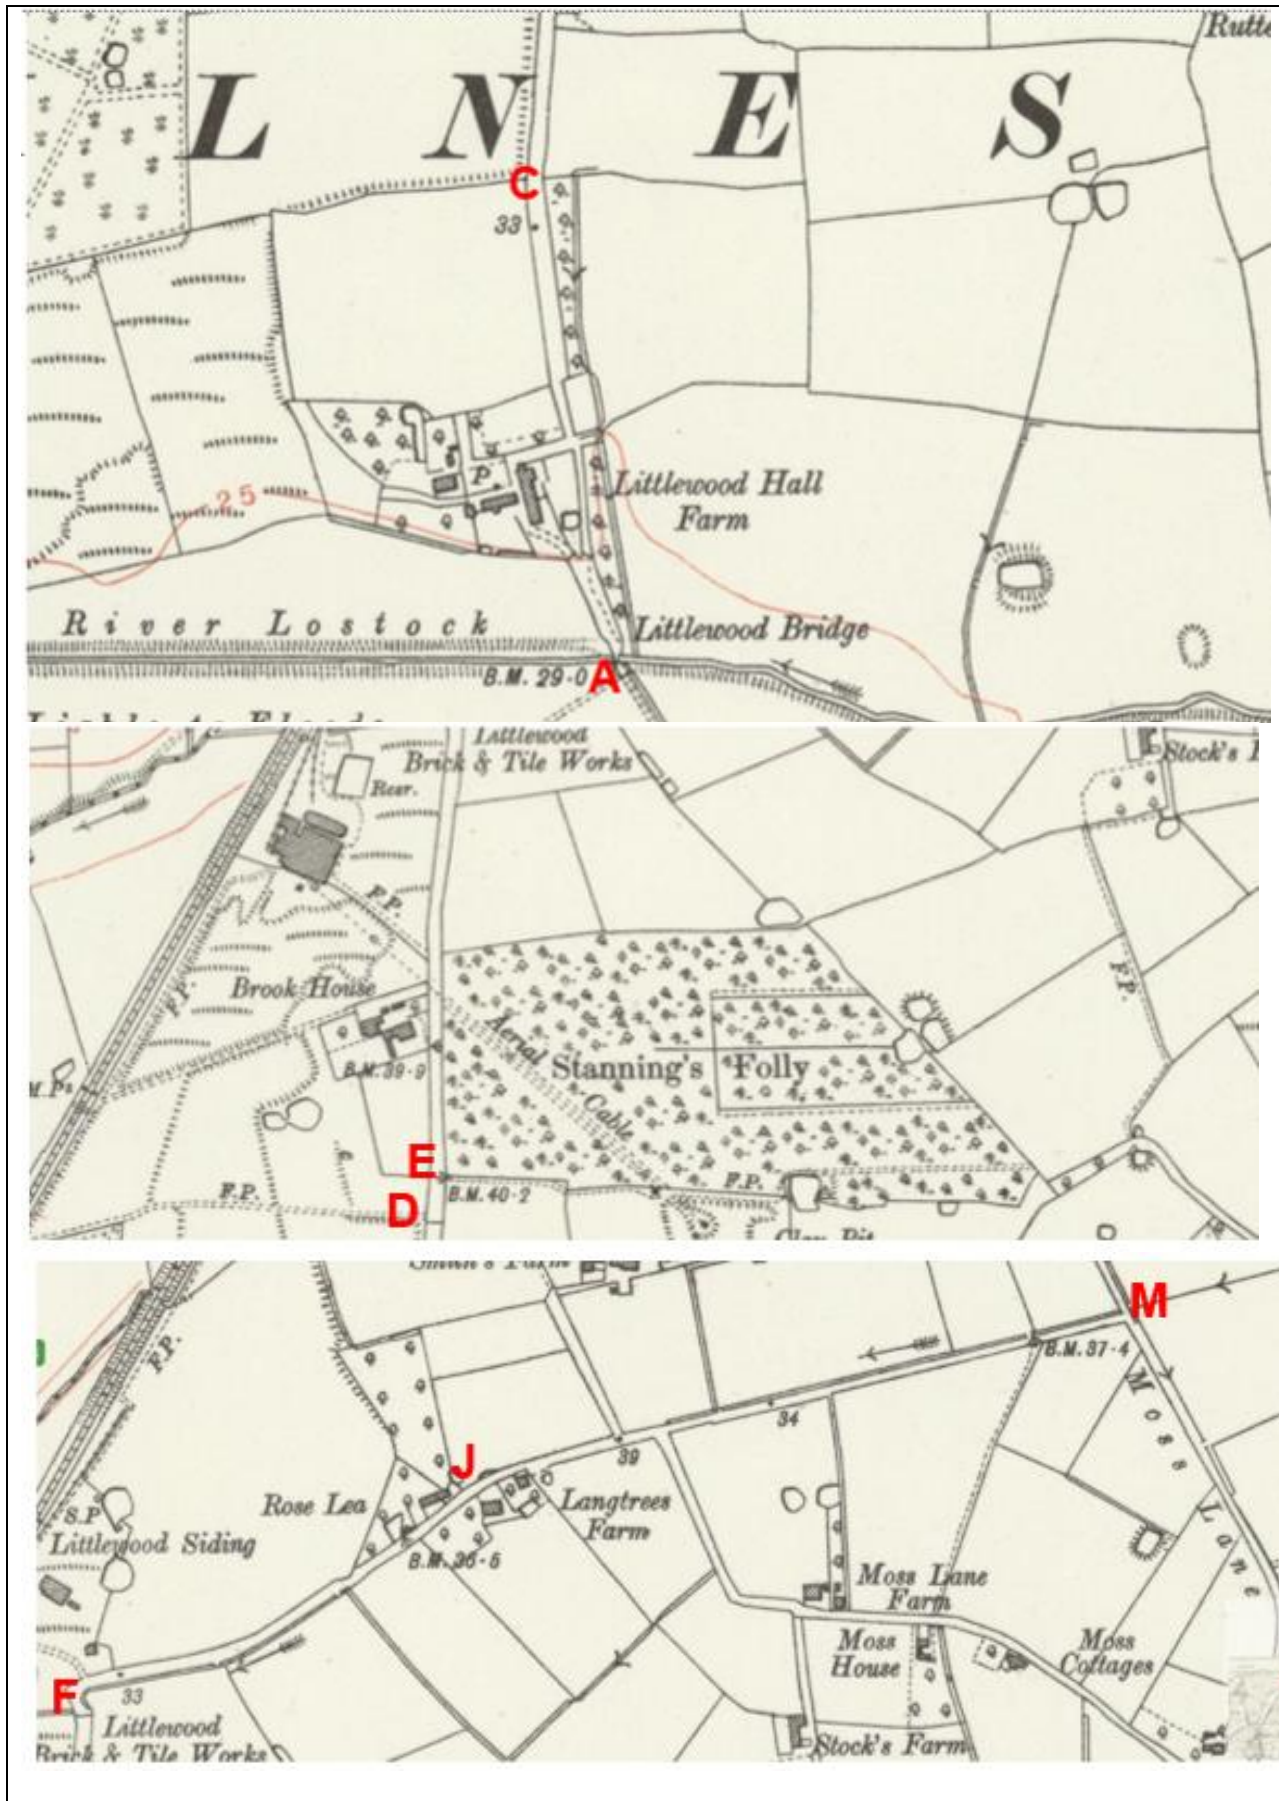 L N E S
C
33
P.
25
Littlewood Hall
Farm
River Lostock
Littlewood Bridge
B.M. 29·0
A
Littlewood
Brick & Tile Works
Resr.
F.P.
F.P.
Brook House
Aerial
Cable
Stanning's Folly
F.P.
B.M. 39·9
M.Ps
E
B.M. 40·2
F.P.
F.P.
D
M
B.M. 37·4
Moss Lane
34
39
J
Rose Lea
Langtrees
Farm
F.P.
S.P
Littlewood Siding
Moss Lane
Farm
Moss
House
Moss
Cottages
F
33
Littlewood
Brick & Tile Works
Stock's Farm